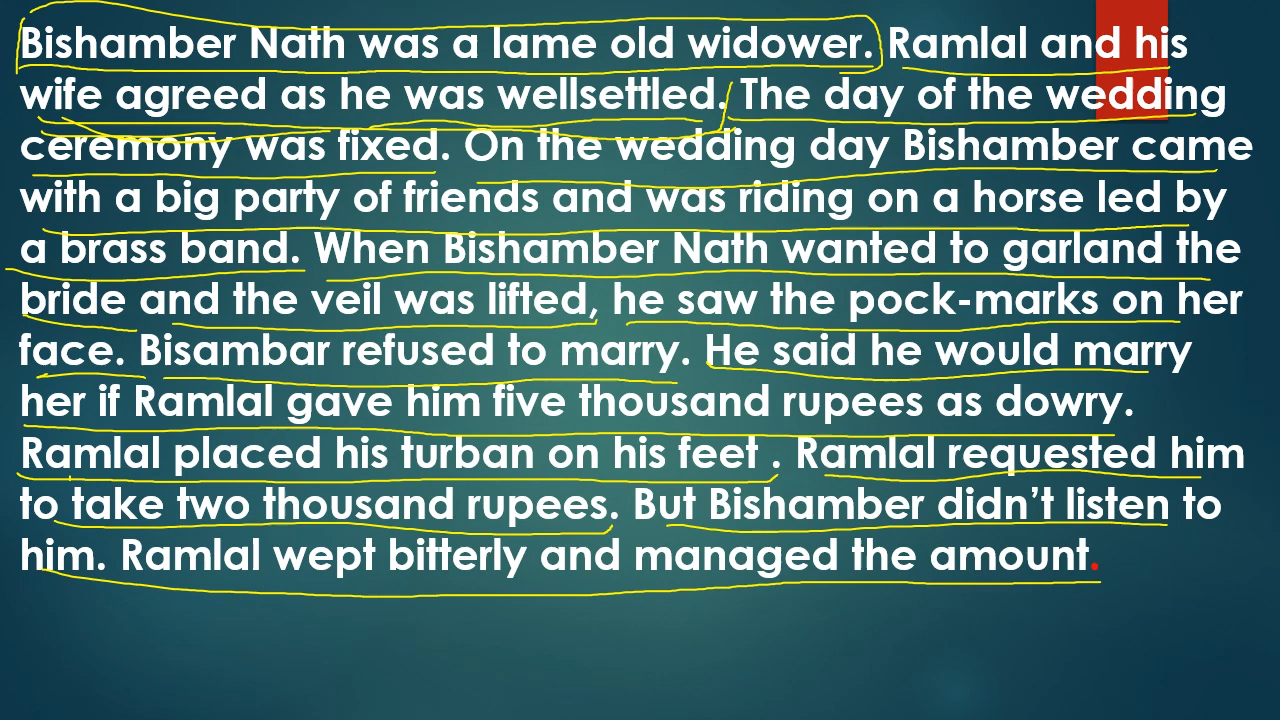 Bishamber Nath was a lame old widower. Ramlal and his
wife agreed as he was wellsettled. The day of the wedding
ceremony was fixed. On the wedding day Bishamber came
with a big party of friends and was riding on a horse led by
a brass band. When Bishamber Nath wanted to garland the
bride and the veil was lifted, he saw the pock-marks on her
face. Bisambar refused to marry. He said he would marry
her if Ramlal gave him five thousand rupees as dowry.
Ramlal placed his turban on his feet . Ramlal requested him
to take two thousand rupees. But Bishamber didn’t listen to
him. Ramlal wept bitterly and managed the amount.